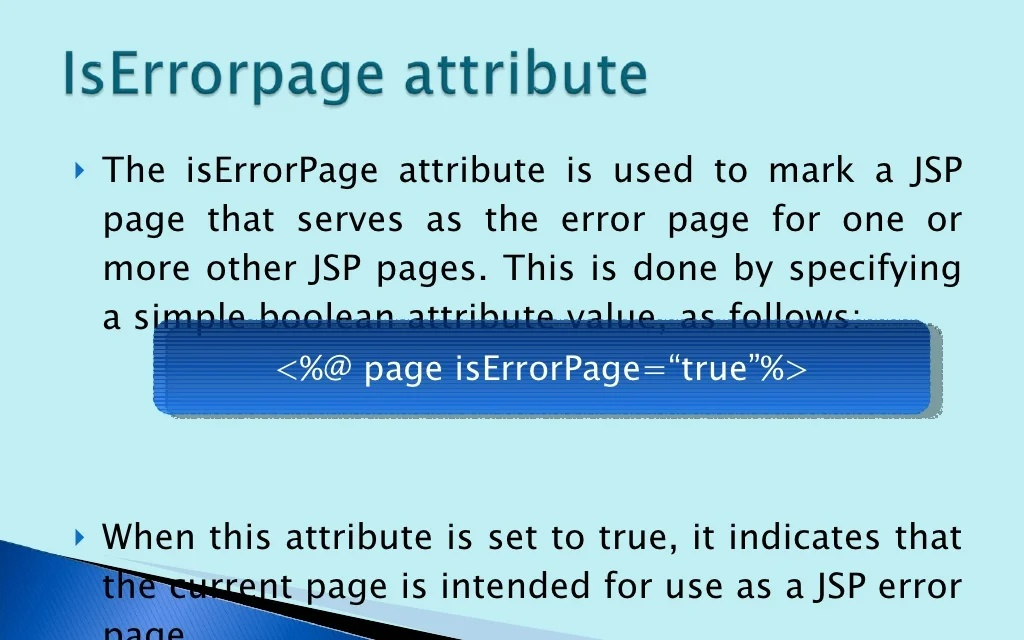 IsErrorpage attribute
The isErrorPage attribute is used to mark a JSP
page that serves as the error page for one or
more other JSP pages. This is done by specifying
a simple boolean attribute value, as follows:
<%@ page isErrorPage=“true”%>
When this attribute is set to true, it indicates that
the current page is intended for use as a JSP error
page.